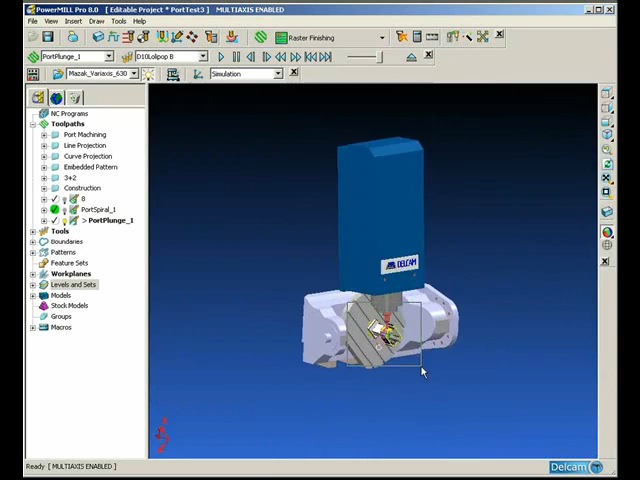 PowerMILL Pro 8.0    [ Editable Project * PortTest3 ]    MULTIAXIS ENABLED
File View Insert Draw Tools Help
Raster Finishing
PortPlunge_1 D10Lolipop B
Mazak_Variaxis_630 Simulation
NC Programs
Toolpaths
Port Machining
Line Projection
Curve Projection
Embedded Pattern
3+2
Construction
8
PortSpiral_1
> PortPlunge_1
Tools
Boundaries
Patterns
Feature Sets
Workplanes
Levels and Sets
Models
Stock Models
Groups
Macros
DELCAM
Ready [ MULTIAXIS ENABLED ]
Delcam